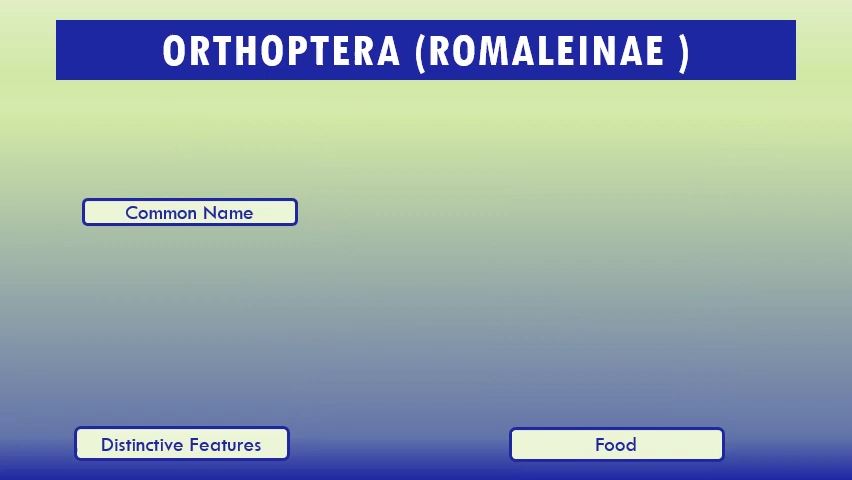 ORTHOPTERA (ROMALEINAE )
Common Name
Distinctive Features
Food